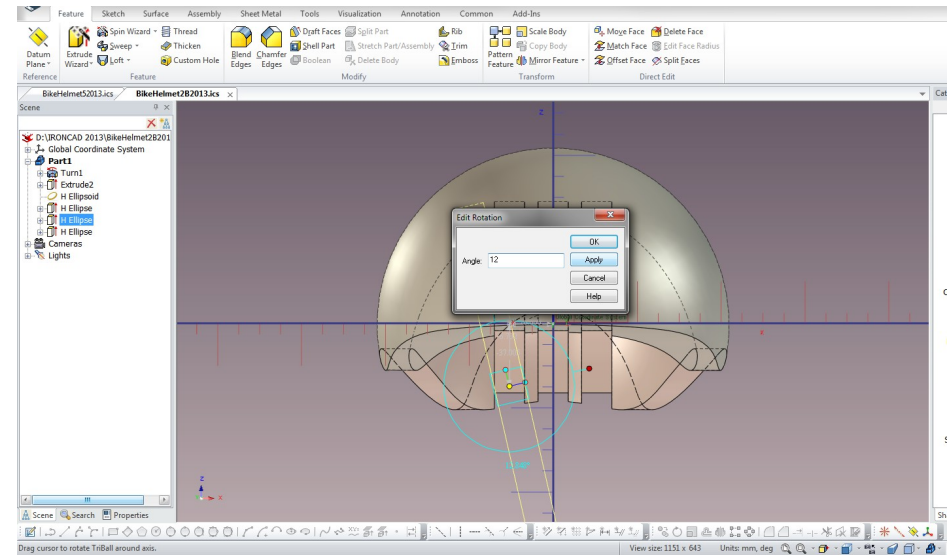 Feature Sketch Surface Assembly Sheet Metal Tools Visualization Annotation Common Add-Ins
Spin Wizard Thread Draft Faces Split Part Rib Scale Body Move Face Delete Face
Sweep Thicken Shell Part Stretch Part/Assembly Trim Copy Body Match Face Edit Face Radius
Datum Plane Extrude Wizard Loft Custom Hole Blend Edges Chamfer Edges Boolean Delete Body Emboss Pattern Feature Mirror Feature Offset Face Split Faces
Reference Feature Modify Transform Direct Edit
BikeHelmet52013.ics BikeHelmet2B2013.ics x
Cat
Scene
D:\IRONCAD 2013\BikeHelmet2B201
Global Coordinate System
Part1
Turn1
Extrude2
H Ellipsoid
H Ellipse
H Ellipse
H Ellipse
Cameras
Lights
z
Edit Rotation
OK
Angle: 12
Apply
Cancel
Help
x
z
x
Scene Search Properties
Sh
Drag cursor to rotate TriBall around axis.
View size: 1151 x 643 Units: mm, deg